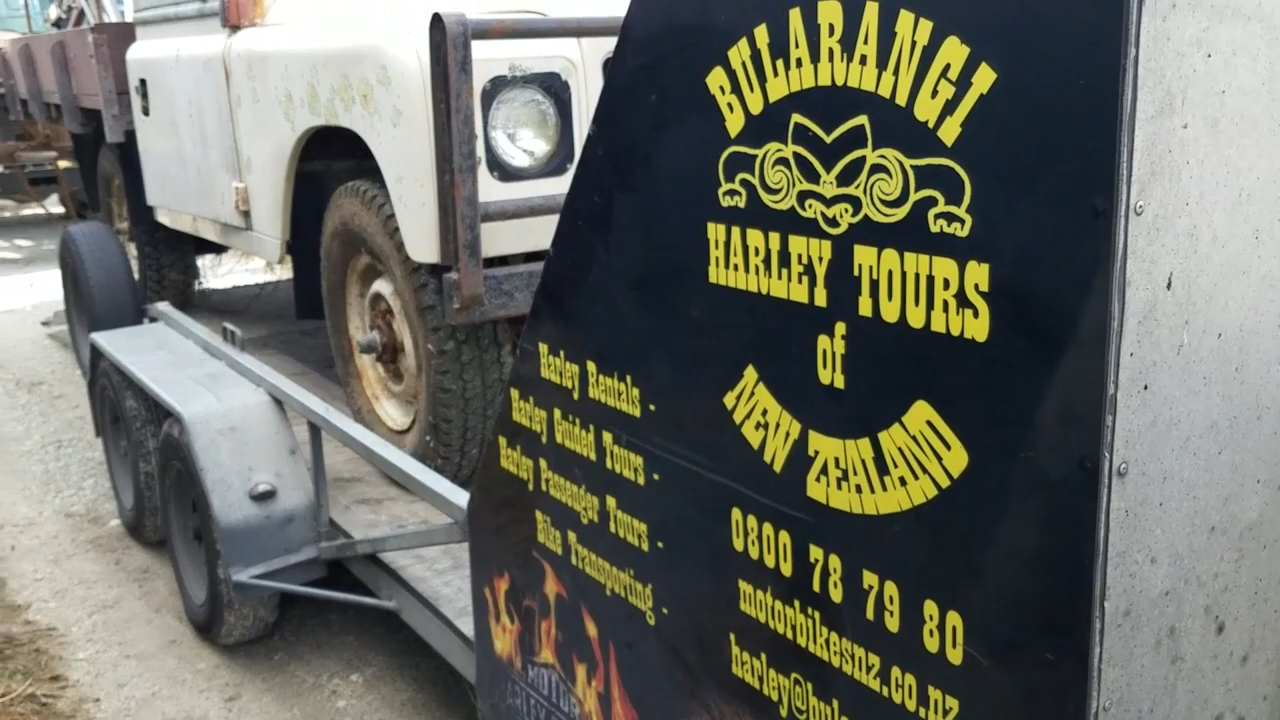 BULARANGI
HARLEY TOURS
of
NEW ZEALAND
Harley Rentals -
Harley Guided Tours -
Harley Passenger Tours -
Bike Transporting -
0800 78 79 80
motorbikesnz.co.nz
MOTOR